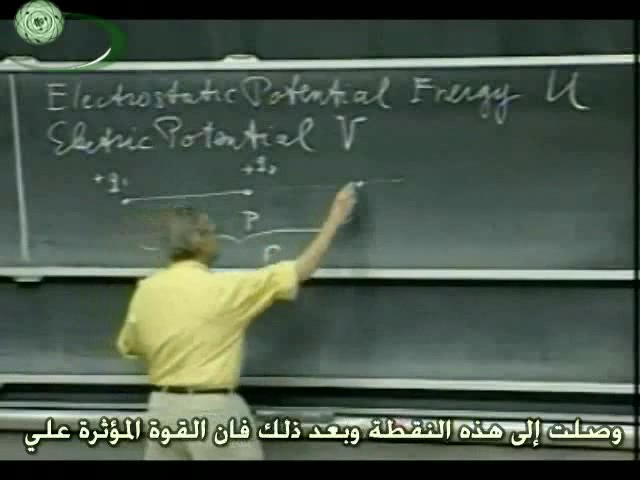 Electrostatic Potential Energy U
Electric Potential V
+q₁ +q₂
P
r
وصلت إلى هذه النقطة وبعد ذلك فان القوة المؤثرة علي